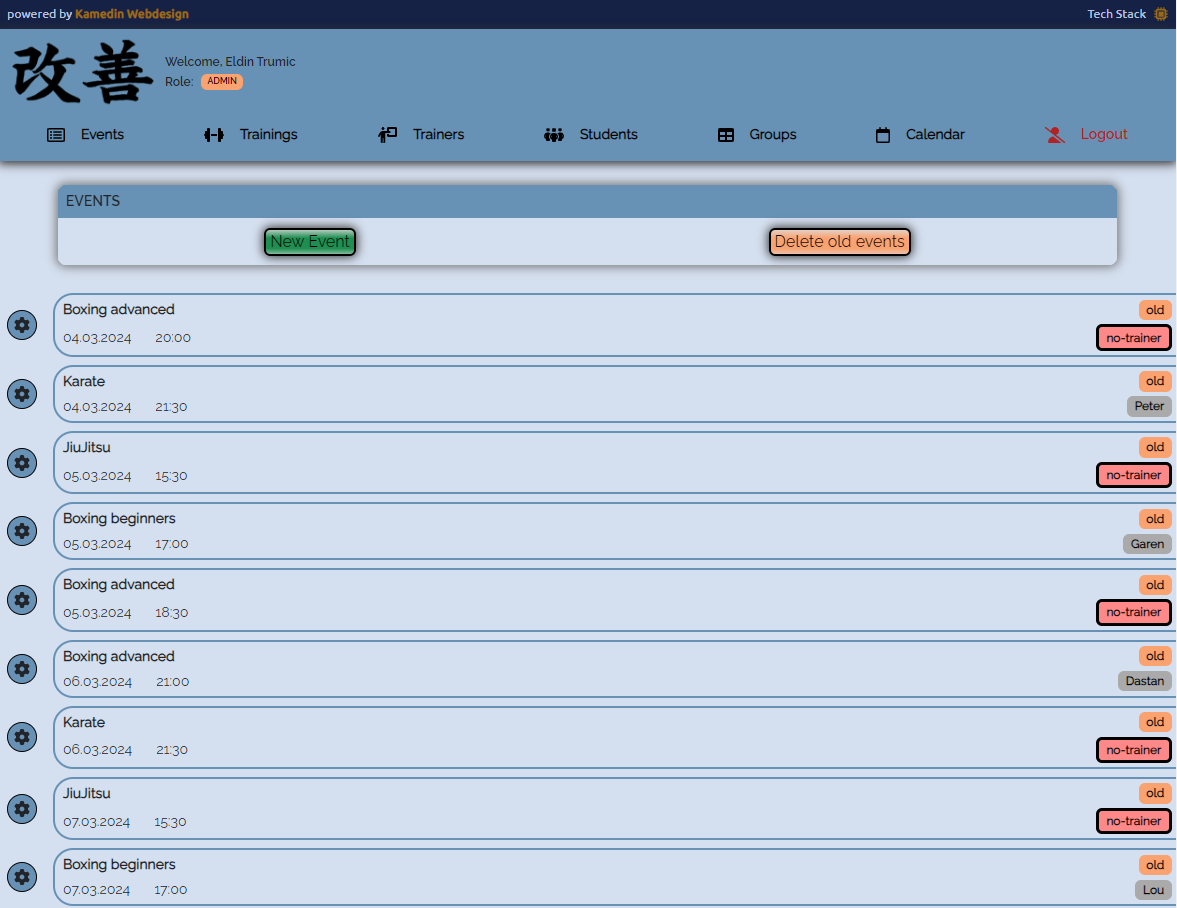 powered by Kamedin Webdesign Tech Stack
改善
Welcome, Eldin Trumic
Role: ADMIN
Events Trainings Trainers Students Groups Calendar Logout
EVENTS
New Event Delete old events
Boxing advanced old
04.03.2024 20:00 no-trainer
Karate old
04.03.2024 21:30 Peter
JiuJitsu old
05.03.2024 15:30 no-trainer
Boxing beginners old
05.03.2024 17:00 Garen
Boxing advanced old
05.03.2024 18:30 no-trainer
Boxing advanced old
06.03.2024 21:00 Dastan
Karate old
06.03.2024 21:30 no-trainer
JiuJitsu old
07.03.2024 15:30 no-trainer
Boxing beginners old
07.03.2024 17:00 Lou